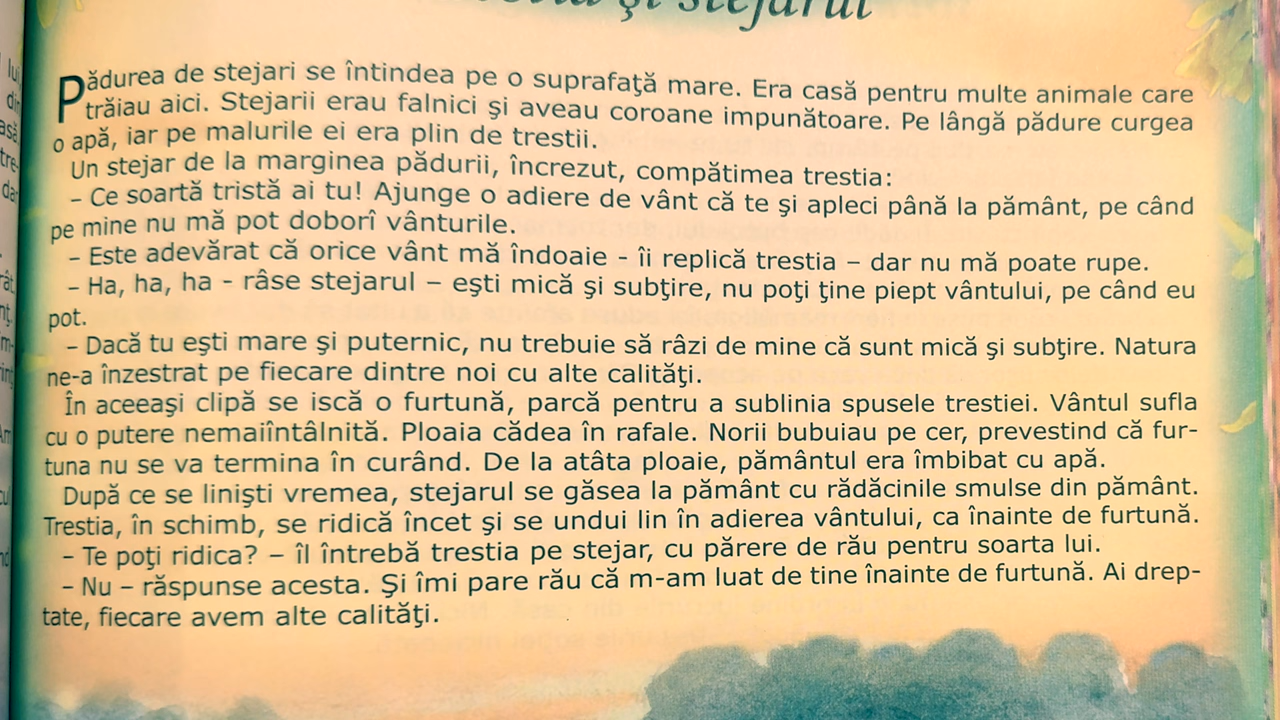 şi stejarul
Pădurea de stejari se întindea pe o suprafaţă mare. Era casă pentru multe animale care
trăiau aici. Stejarii erau falnici şi aveau coroane impunătoare. Pe lângă pădure curgea
o apă, iar pe malurile ei era plin de trestii.
Un stejar de la marginea pădurii, încrezut, compătimea trestia:
– Ce soartă tristă ai tu! Ajunge o adiere de vânt că te şi apleci până la pământ, pe când
pe mine nu mă pot doborî vânturile.
– Este adevărat că orice vânt mă îndoaie - îi replică trestia – dar nu mă poate rupe.
– Ha, ha, ha - râse stejarul – eşti mică şi subţire, nu poţi ţine piept vântului, pe când eu
pot.
– Dacă tu eşti mare şi puternic, nu trebuie să râzi de mine că sunt mică şi subţire. Natura
ne-a înzestrat pe fiecare dintre noi cu alte calităţi.
În aceeaşi clipă se iscă o furtună, parcă pentru a sublinia spusele trestiei. Vântul sufla
cu o putere nemaiîntâlnită. Ploaia cădea în rafale. Norii bubuiau pe cer, prevestind că fur-
tuna nu se va termina în curând. De la atâta ploaie, pământul era îmbibat cu apă.
După ce se linişti vremea, stejarul se găsea la pământ cu rădăcinile smulse din pământ.
Trestia, în schimb, se ridică încet şi se undui lin în adierea vântului, ca înainte de furtună.
– Te poţi ridica? – îl întrebă trestia pe stejar, cu părere de rău pentru soarta lui.
– Nu – răspunse acesta. Şi îmi pare rău că m-am luat de tine înainte de furtună. Ai drep-
tate, fiecare avem alte calităţi.